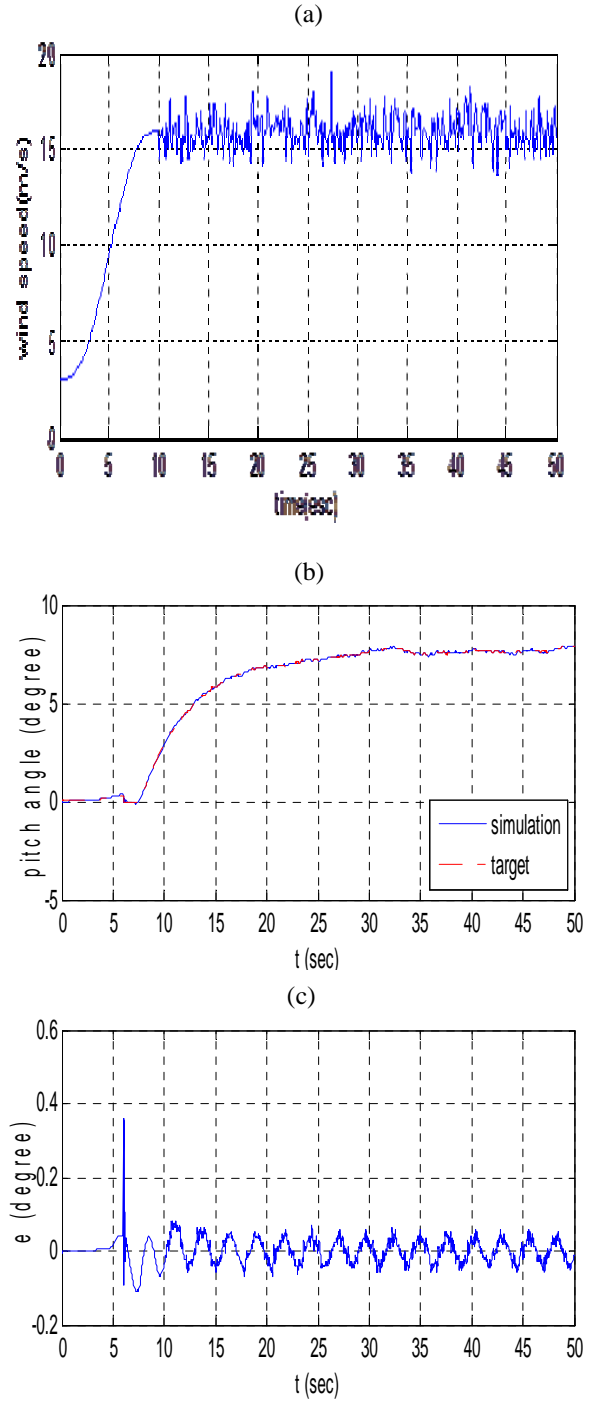 (a)
20
15
10
5
0
wind speed(m/s)
0 5 10 15 20 25 30 35 40 45 50
time(esc)
(b)
10
5
0
-5
pitch angle (degree)
simulation
target
0 5 10 15 20 25 30 35 40 45 50
t (sec)
(c)
0.6
0.4
0.2
0
-0.2
e (degree)
0 5 10 15 20 25 30 35 40 45 50
t (sec)